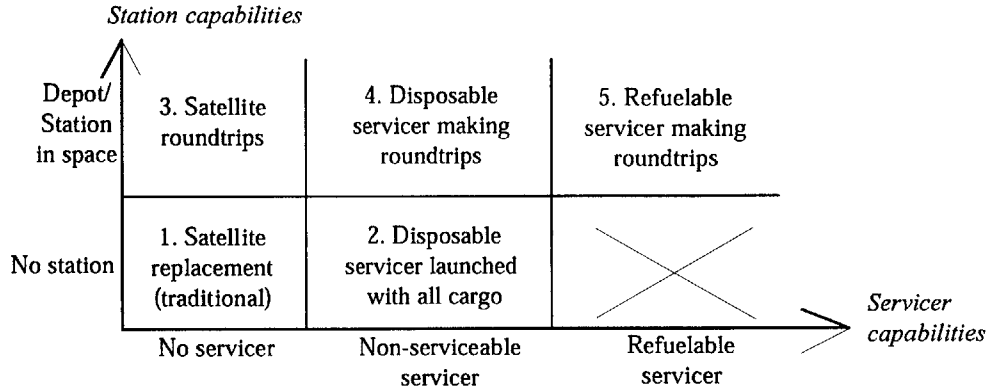 Station capabilities
Depot/
Station
in space
3. Satellite
roundtrips
4. Disposable
servicer making
roundtrips
5. Refuelable
servicer making
roundtrips
No station
1. Satellite
replacement
(traditional)
2. Disposable
servicer launched
with all cargo
Servicer
capabilities
No servicer
Non-serviceable
servicer
Refuelable
servicer